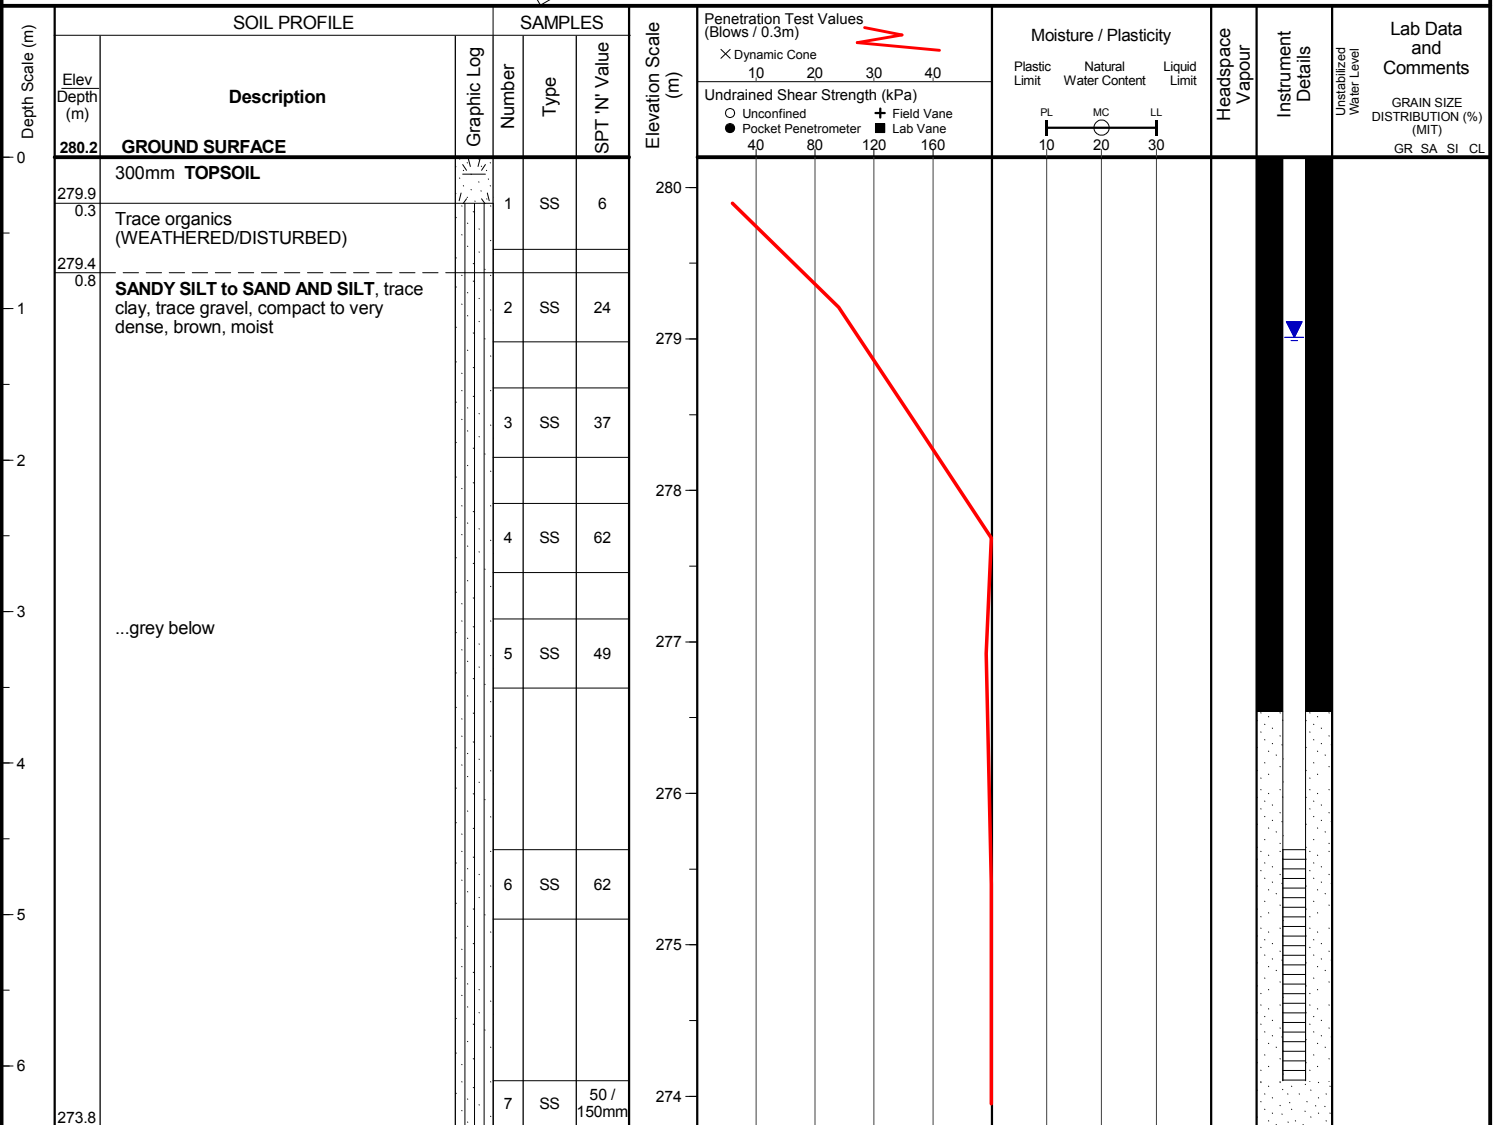 SOIL PROFILE
SAMPLES
Depth Scale (m)
Elev
Depth
(m)
Description
Graphic Log
Number
Type
SPT 'N' Value
Elevation Scale
(m)
Penetration Test Values
(Blows / 0.3m)
Dynamic Cone
10 20 30 40
Undrained Shear Strength (kPa)
Unconfined
Field Vane
Pocket Penetrometer
Lab Vane
40 80 120 160
Moisture / Plasticity
Plastic
Limit
Natural
Water Content
Liquid
Limit
PL MC LL
10 20 30
Headspace
Vapour
Instrument
Details
Unstabilized
Water Level
Lab Data
and
Comments
GRAIN SIZE
DISTRIBUTION (%)
(MIT)
GR SA SI CL
280.2 GROUND SURFACE
0
300mm TOPSOIL
280
279.9
0.3
1 SS 6
Trace organics
(WEATHERED/DISTURBED)
279.4
0.8
SANDY SILT to SAND AND SILT, trace
clay, trace gravel, compact to very
dense, brown, moist
1
2 SS 24
279
3 SS 37
2
278
4 SS 62
3
...grey below
277
5 SS 49
4
276
6 SS 62
5
275
6
274
7 SS 50 /
150mm
273.8